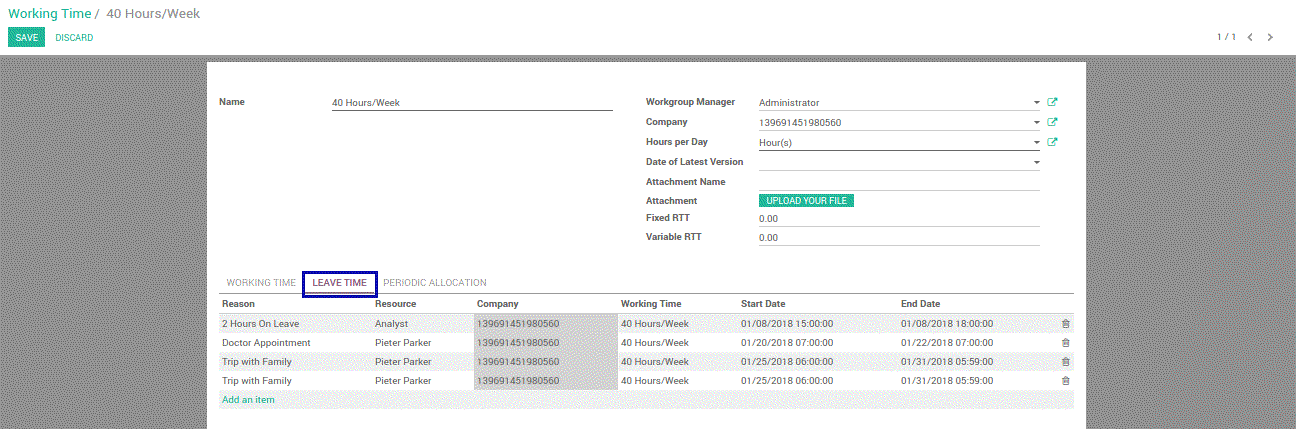 Working Time / 40 Hours/Week
SAVE DISCARD 1 / 1
Name 40 Hours/Week Workgroup Manager Administrator
Company 139691451980560
Hours per Day Hour(s)
Date of Latest Version
Attachment Name
Attachment UPLOAD YOUR FILE
Fixed RTT 0.00
Variable RTT 0.00
WORKING TIME LEAVE TIME PERIODIC ALLOCATION
Reason Resource Company Working Time Start Date End Date
2 Hours On Leave Analyst 139691451980560 40 Hours/Week 01/08/2018 15:00:00 01/08/2018 18:00:00
Doctor Appointment Pieter Parker 139691451980560 40 Hours/Week 01/20/2018 07:00:00 01/22/2018 07:00:00
Trip with Family Pieter Parker 139691451980560 40 Hours/Week 01/25/2018 06:00:00 01/31/2018 05:59:00
Trip with Family Pieter Parker 139691451980560 40 Hours/Week 01/25/2018 06:00:00 01/31/2018 05:59:00
Add an item